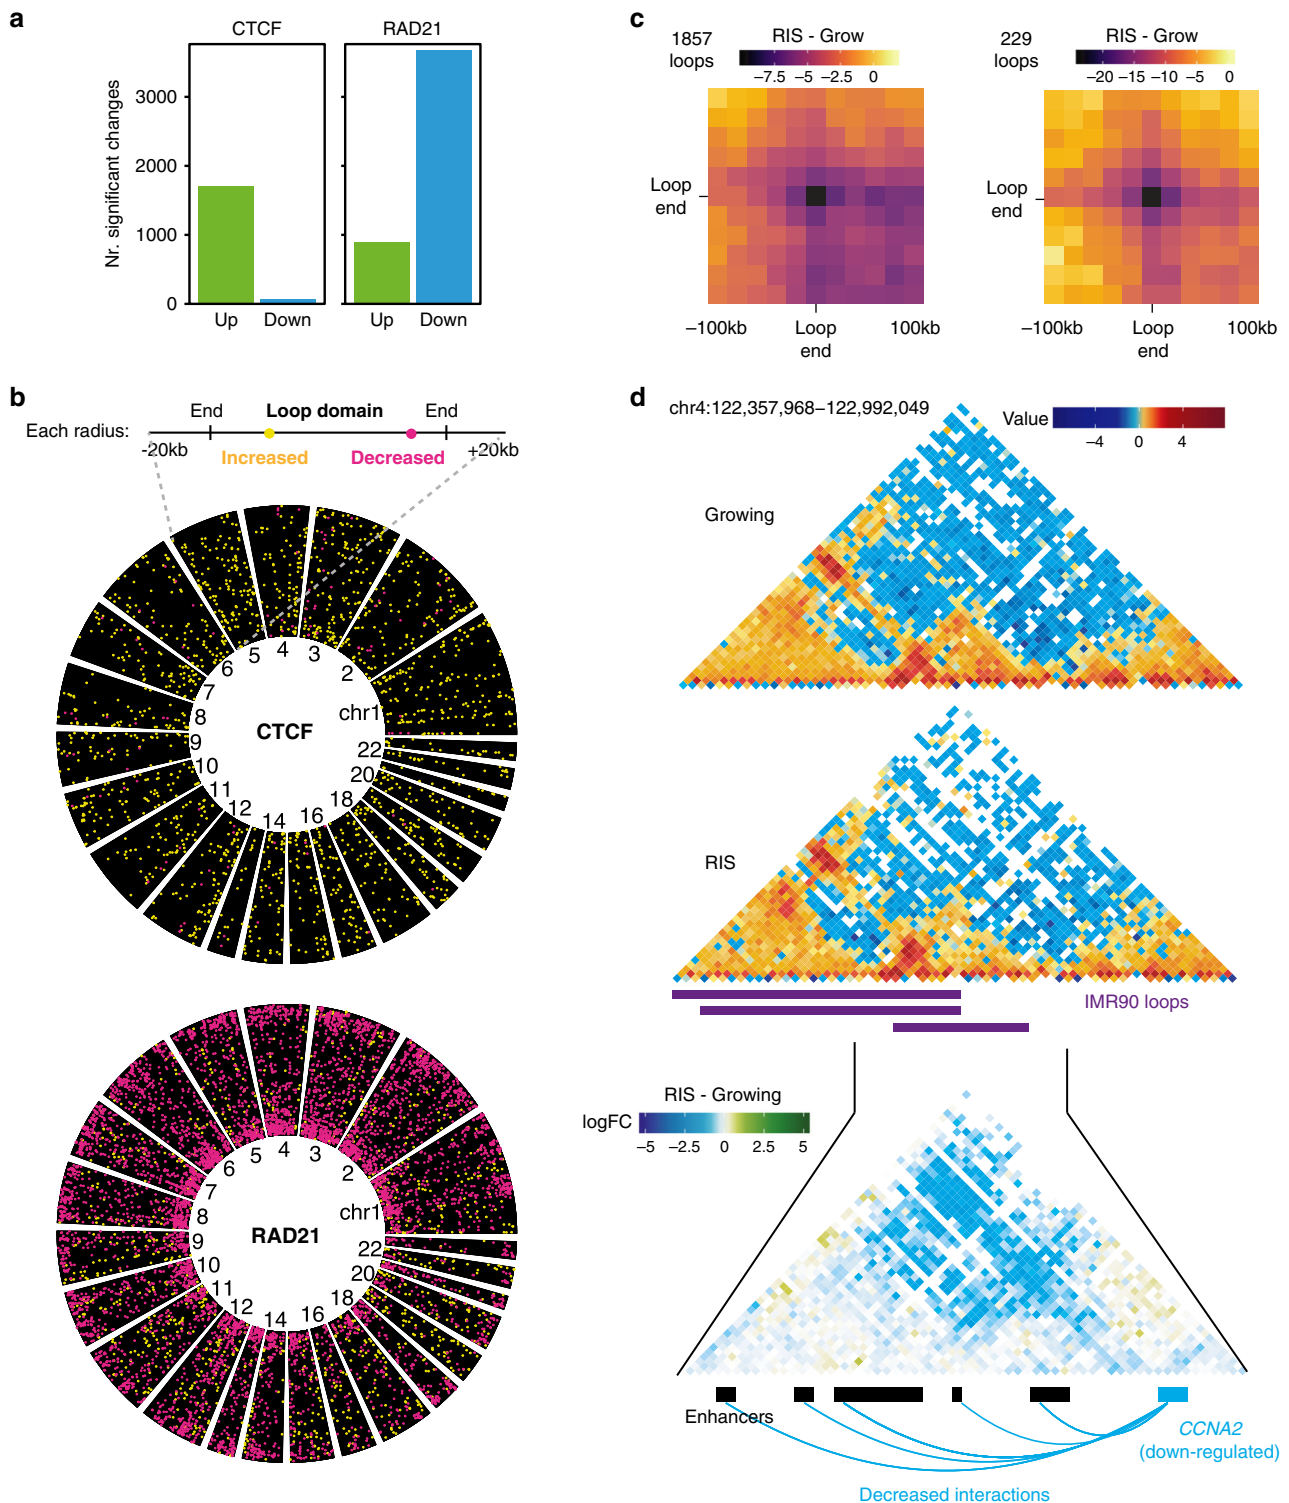 a
CTCF
RAD21
Nr. significant changes
3000
2000
1000
0
Up
Down
Up
Down
b
End
Loop domain
End
Each radius:
-20kb
Increased
Decreased
+20kb
6
5
4
3
2
7
8
9
10
11
12
14
16
18
20
22
chr1
CTCF
6
5
4
3
2
7
8
9
10
11
12
14
16
18
20
22
chr1
RAD21
c
1857
loops
RIS - Grow
−7.5 −5 −2.5 0
Loop
end
−100kb
Loop
end
100kb
229
loops
RIS - Grow
−20 −15 −10 −5 0
Loop
end
−100kb
Loop
end
100kb
d
chr4:122,357,968−122,992,049
Value
−4 0 4
Growing
RIS
IMR90 loops
RIS - Growing
logFC
−5 −2.5 0 2.5 5
Enhancers
CCNA2
(down-regulated)
Decreased interactions